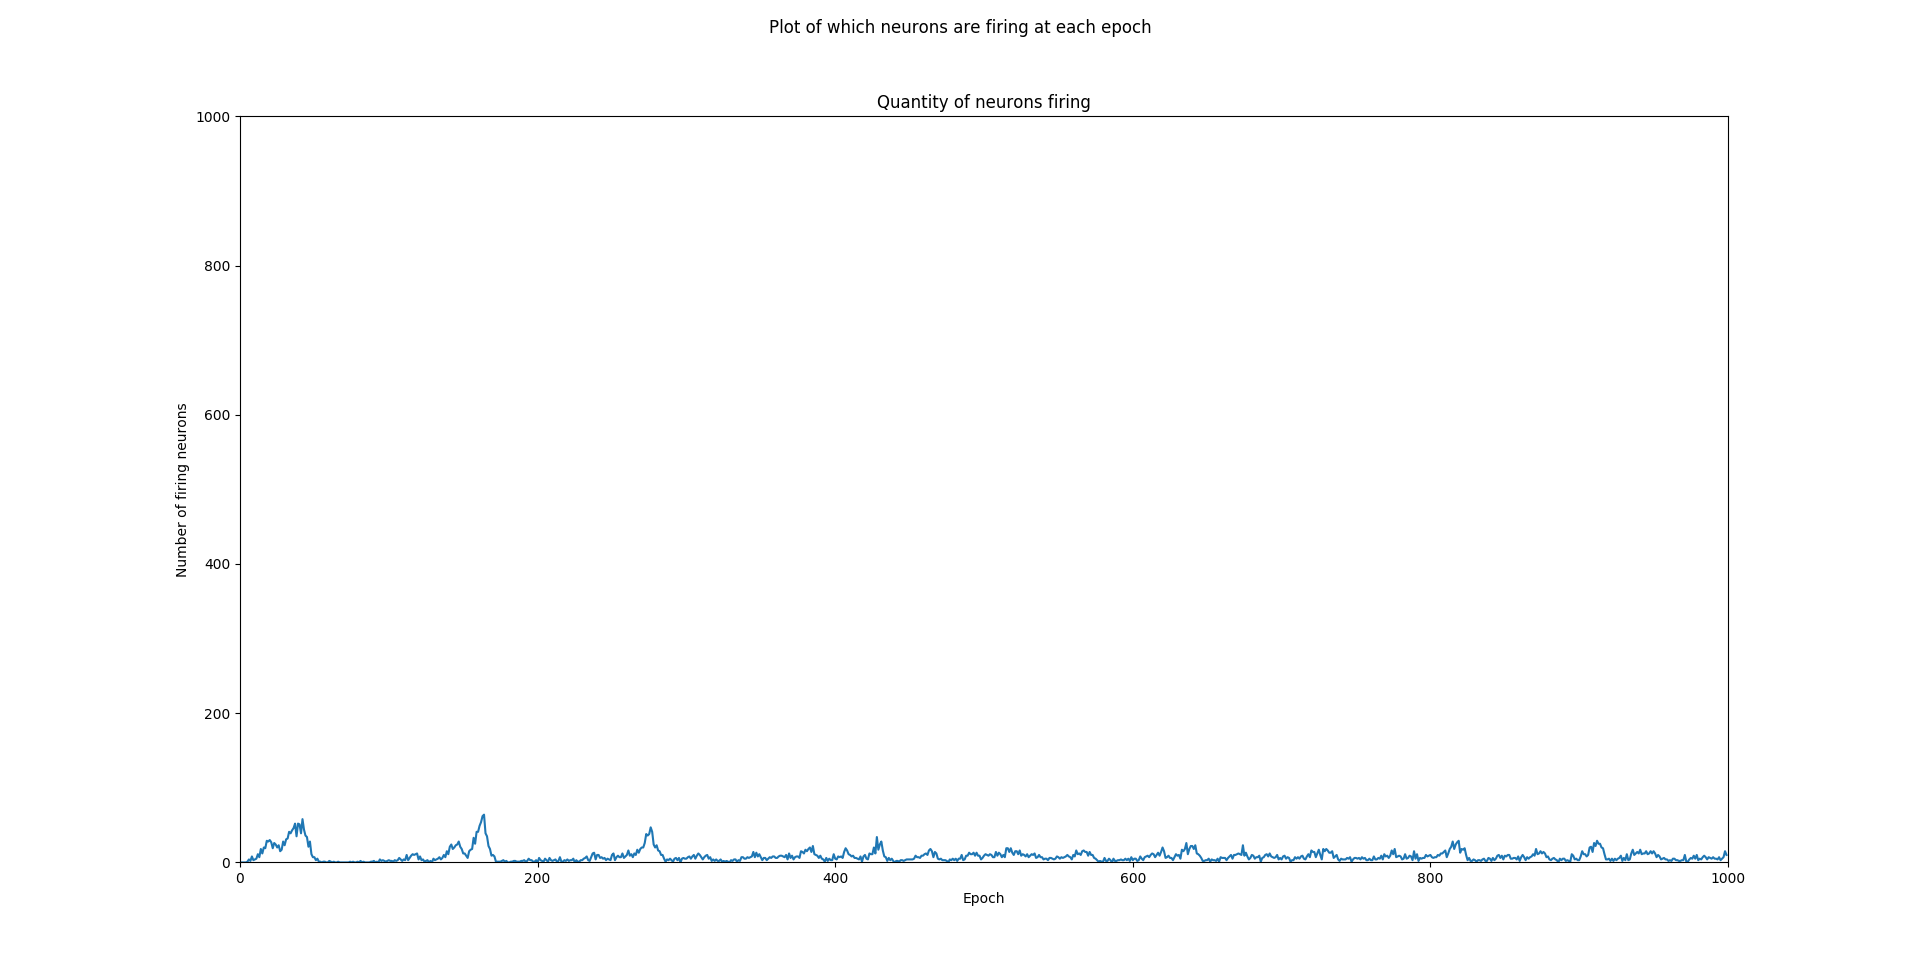 Plot of which neurons are firing at each epoch
Quantity of neurons firing
1000
800
600
400
200
0
Number of firing neurons
0 200 400 600 800 1000
Epoch